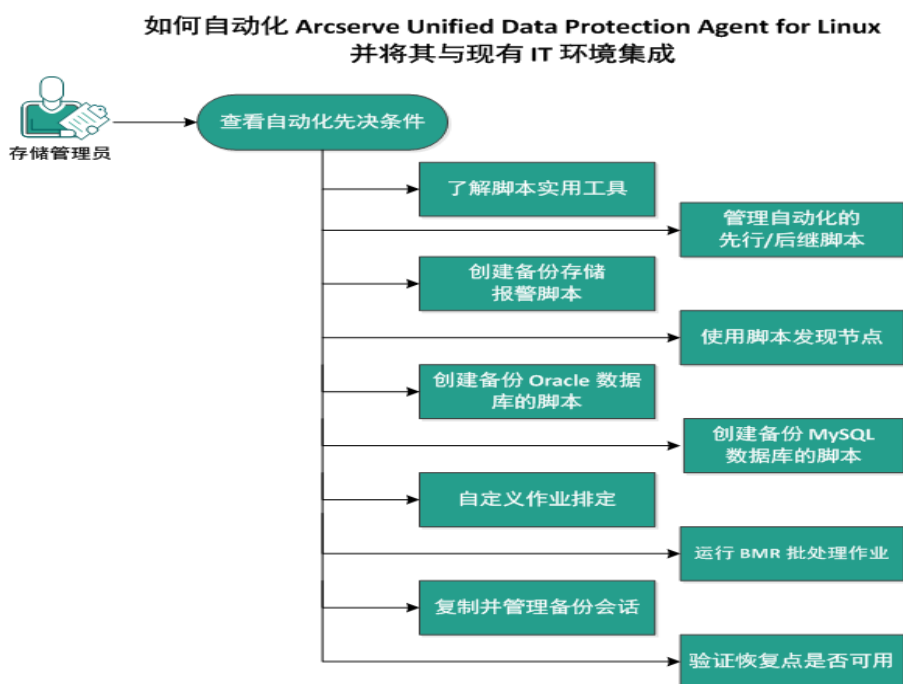 如何自动化 Arcserve Unified Data Protection Agent for Linux
并将其与现有 IT 环境集成
存储管理员
查看自动化先决条件
了解脚本实用工具
管理自动化的
先行/后继脚本
创建备份存储
报警脚本
使用脚本发现节点
创建备份 Oracle 数据
库的脚本
创建备份 MySQL
数据库的脚本
自定义作业排定
运行 BMR 批处理作业
复制并管理备份会话
验证恢复点是否可用